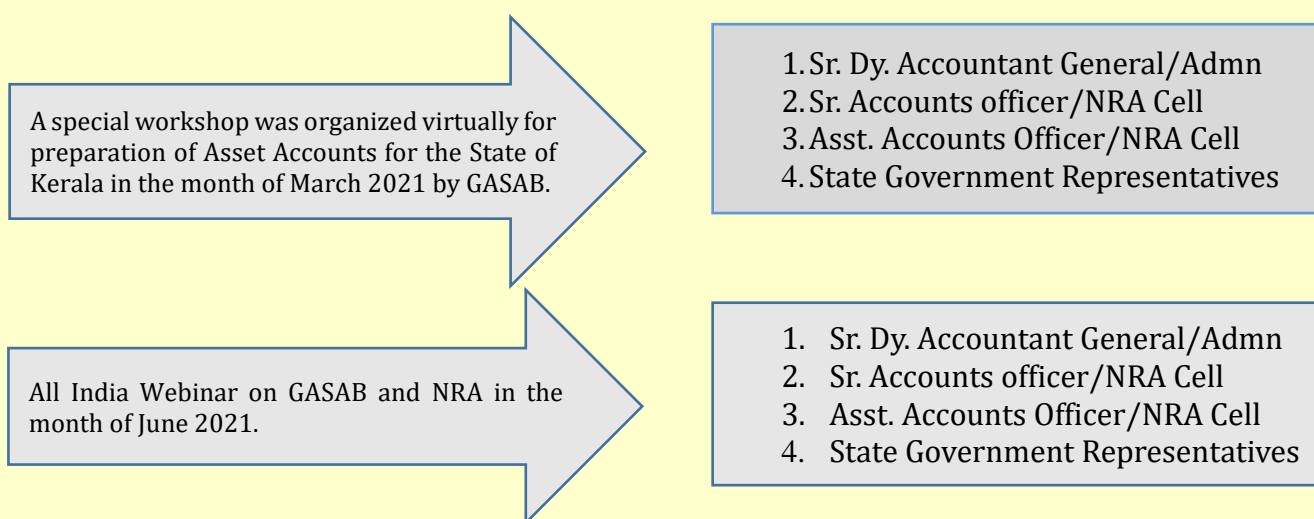 A special workshop was organized virtually for
preparation of Asset Accounts for the State of
Kerala in the month of March 2021 by GASAB.
1. Sr. Dy. Accountant General/Admn
2. Sr. Accounts officer/NRA Cell
3. Asst. Accounts Officer/NRA Cell
4. State Government Representatives
All India Webinar on GASAB and NRA in the
month of June 2021.
1. Sr. Dy. Accountant General/Admn
2. Sr. Accounts officer/NRA Cell
3. Asst. Accounts Officer/NRA Cell
4. State Government Representatives